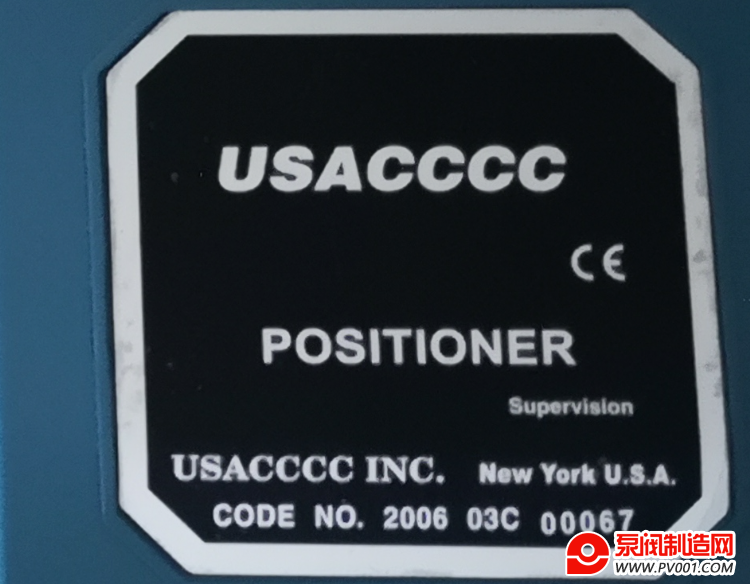 USACCCC
CE
POSITIONER
Supervision
USACCCC INC. New York U.S.A.
CODE NO. 2006 03C 00067
泵阀制造网
WWW.PV001.COM